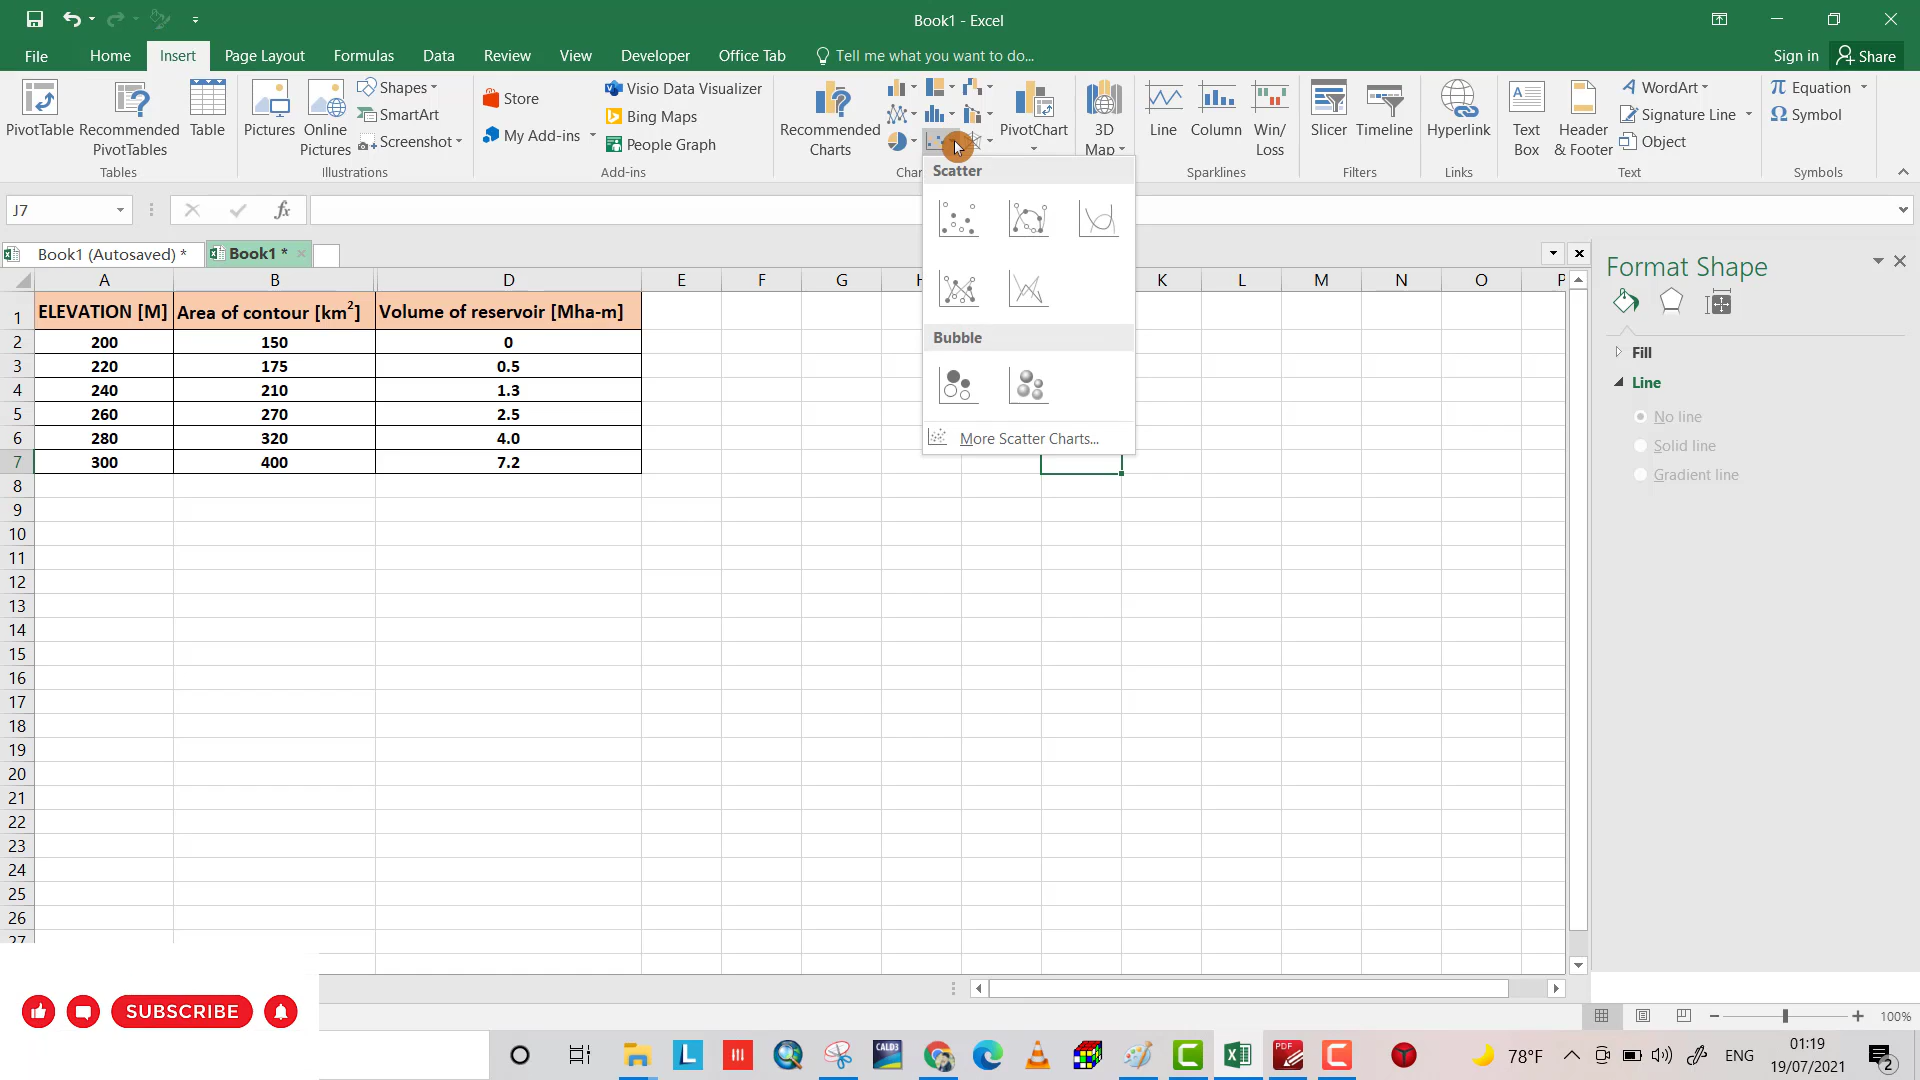 Book1 - Excel
File Home Insert Page Layout Formulas Data Review View Developer Office Tab Tell me what you want to do... Sign in Share
PivotTable Recommended PivotTables Table
Tables
Pictures Online Pictures Shapes SmartArt Screenshot
Illustrations
Store My Add-ins Visio Data Visualizer Bing Maps People Graph
Add-ins
Recommended Charts PivotChart
3D Map
Line Column Win/ Loss
Sparklines
Slicer Timeline
Filters
Hyperlink
Links
Text Box Header & Footer WordArt Signature Line Object
Text
Equation Symbol
Symbols
Scatter
Bubble
More Scatter Charts...
J7 fx
Book1 (Autosaved) * Book1 *
A B D E F G K L M N O P
1 ELEVATION [M] Area of contour [km2] Volume of reservoir [Mha-m]
2 200 150 0
3 220 175 0.5
4 240 210 1.3
5 260 270 2.5
6 280 320 4.0
7 300 400 7.2
8
9
10
11
12
13
14
15
16
17
18
19
20
21
22
23
24
25
26
27
Format Shape
Fill
Line
No line
Solid line
Gradient line
SUBSCRIBE
100%
L CALD3 PDF C 78°F ENG 01:19
19/07/2021 2